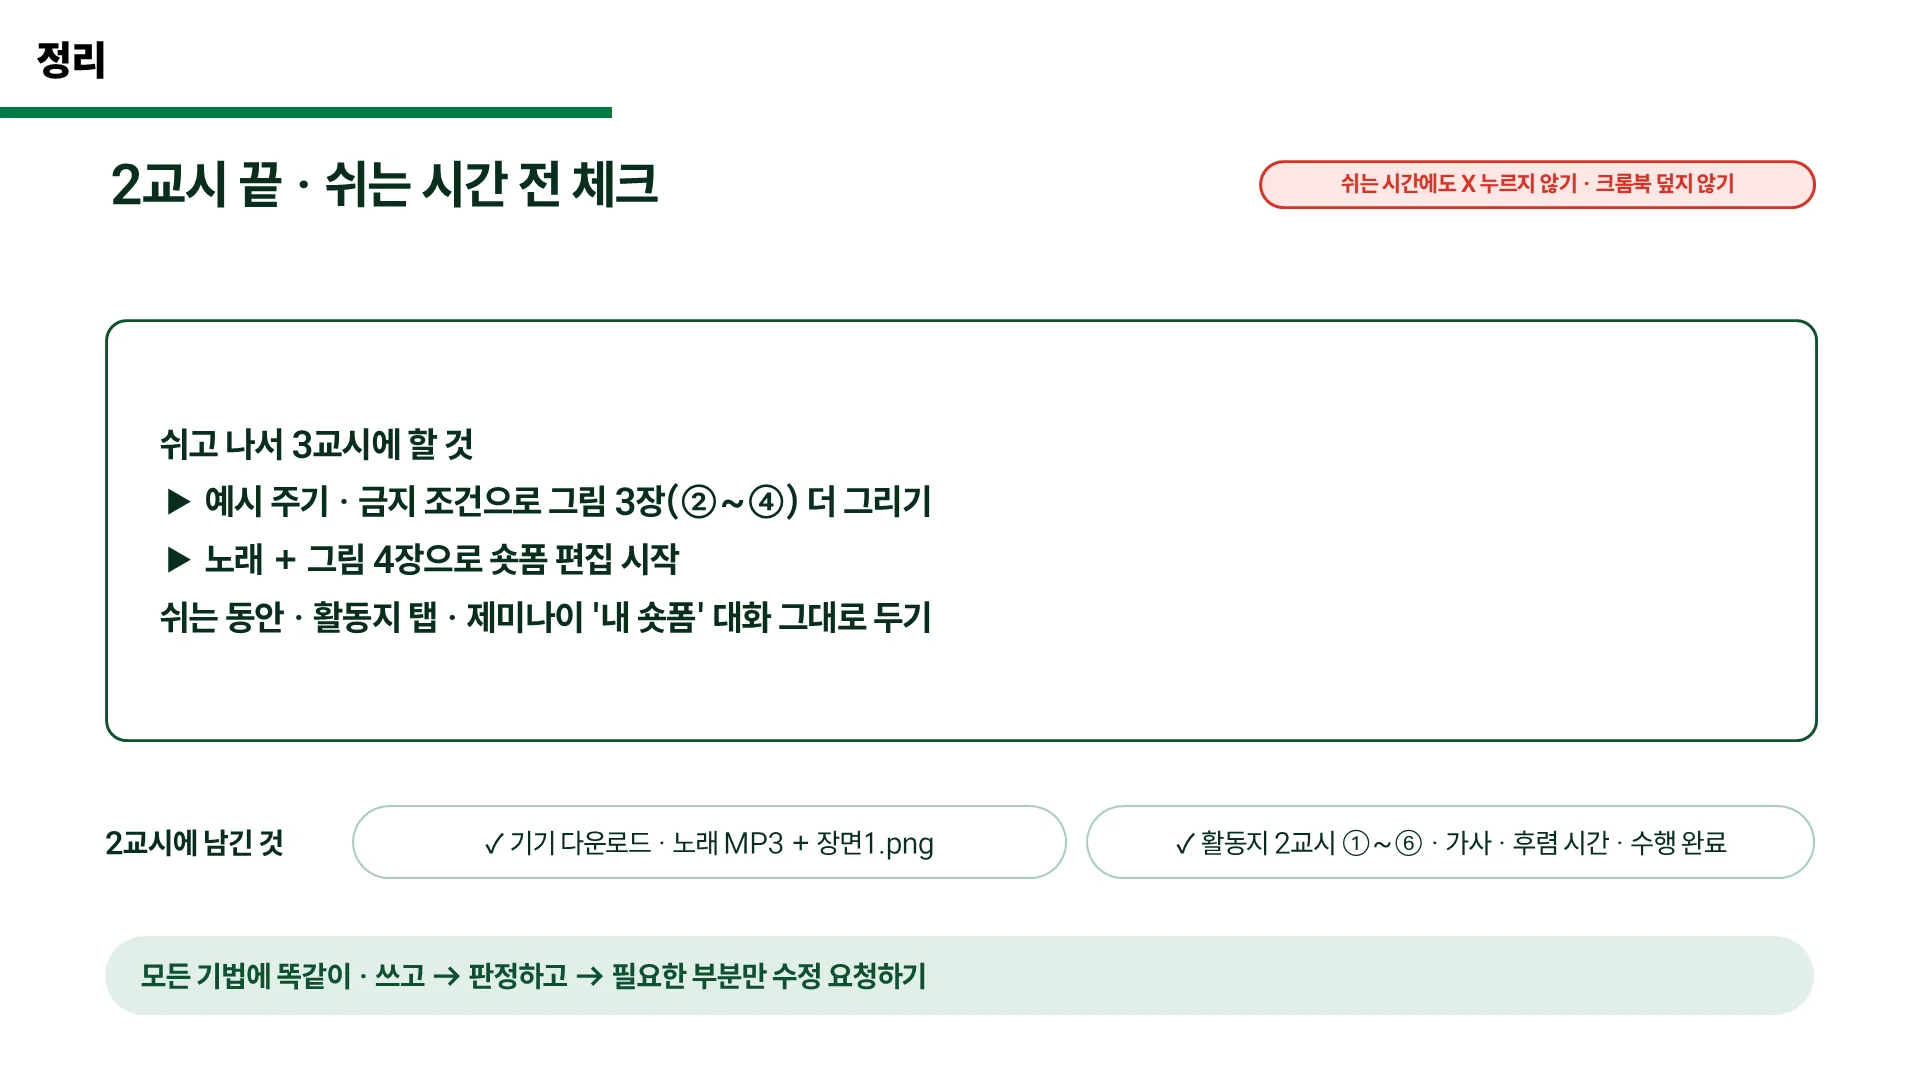 정리
2교시 끝 · 쉬는 시간 전 체크
쉬는 시간에도 X 누르지 않기 · 크롬북 덮지 않기
쉬고 나서 3교시에 할 것
▶ 예시 주기 · 금지 조건으로 그림 3장(②~④) 더 그리기
▶ 노래 + 그림 4장으로 숏폼 편집 시작
쉬는 동안 · 활동지 탭 · 제미나이 '내 숏폼' 대화 그대로 두기
2교시에 남긴 것
✓ 기기 다운로드 · 노래 MP3 + 장면1.png
✓ 활동지 2교시 ①~⑥ · 가사 · 후렴 시간 · 수행 완료
모든 기법에 똑같이 · 쓰고 → 판정하고 → 필요한 부분만 수정 요청하기